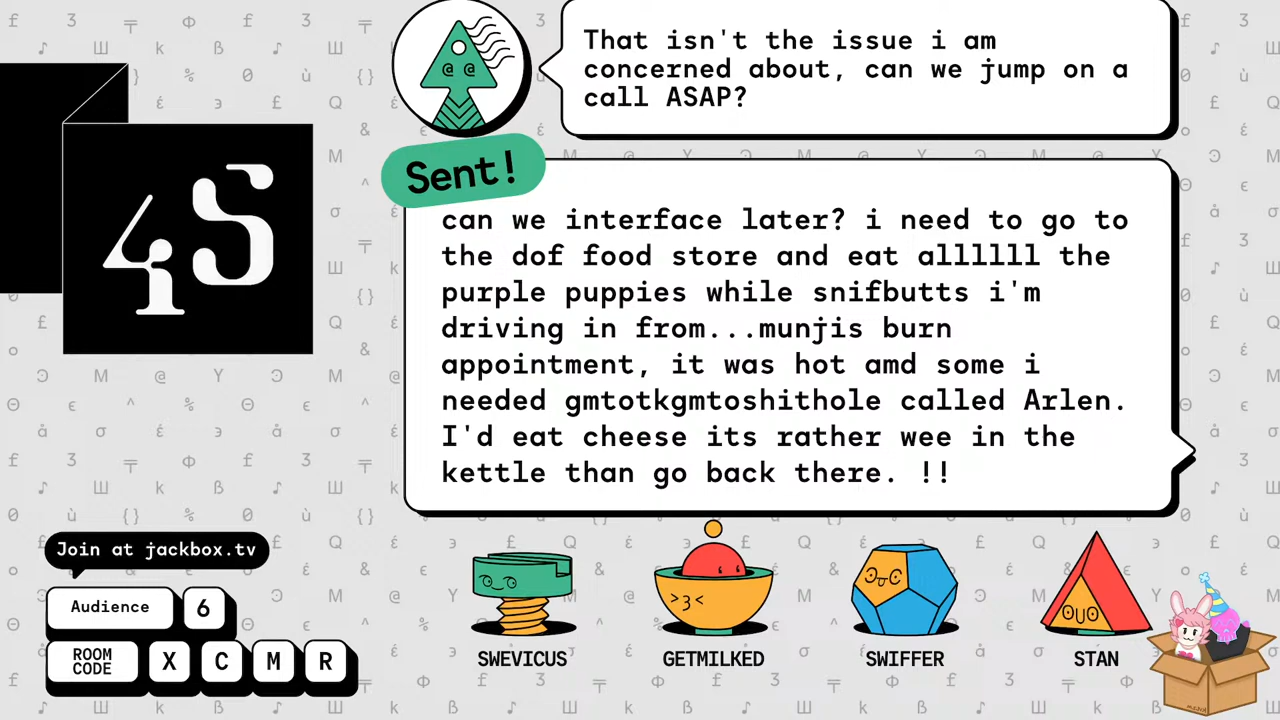 That isn't the issue i am
concerned about, can we jump on a
call ASAP?
Sent!
can we interface later? i need to go to
the dof food store and eat allllll the
purple puppies while snifbutts i'm
driving in from...munjis burn
appointment, it was hot amd some i
needed gmtotkgmtoshithole called Arlen.
I'd eat cheese its rather wee in the
kettle than go back there. !!
4S
Join at jackbox.tv
Audience 6
ROOM
CODE X C M R
SWEVICUS
GETMILKED
SWIFFER
STAN